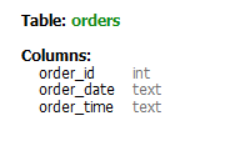 Table: orders
Columns:
order_id int
order_date text
order_time text